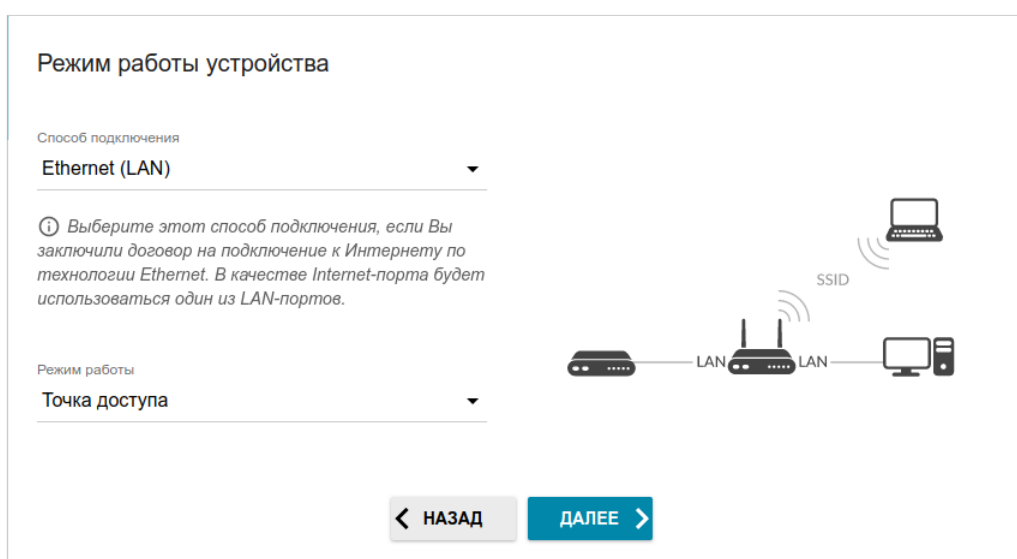 Режим работы устройства
Способ подключения
Ethernet (LAN)
Выберите этот способ подключения, если Вы
заключили договор на подключение к Интернету по
технологии Ethernet. В качестве Internet-порта будет
использоваться один из LAN-портов.
SSID
LAN LAN
Режим работы
Точка доступа
НАЗАД ДАЛЕЕ